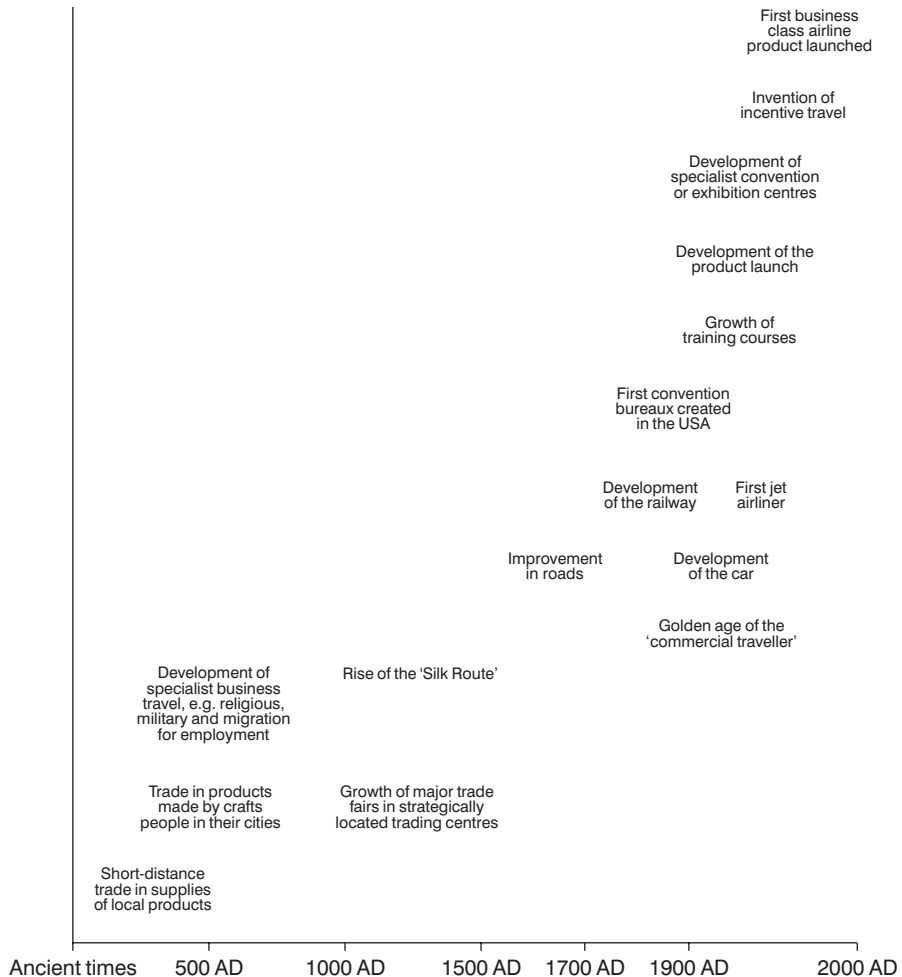 First business
class airline
product launched
Invention of
incentive travel
Development of
specialist convention
or exhibition centres
Development of the
product launch
Growth of
training courses
First convention
bureaux created
in the USA
Development
of the railway
First jet
airliner
Improvement
in roads
Development
of the car
Golden age of the
‘commercial traveller’
Development of
specialist business
travel, e.g. religious,
military and migration
for employment
Rise of the 'Silk Route’
Trade in products
made by crafts
people in their cities
Growth of major trade
fairs in strategically
located trading centres
Short-distance
trade in supplies
of local products
Ancient times 500 AD 1000 AD 1500 AD 1700 AD 1900 AD 2000 AD